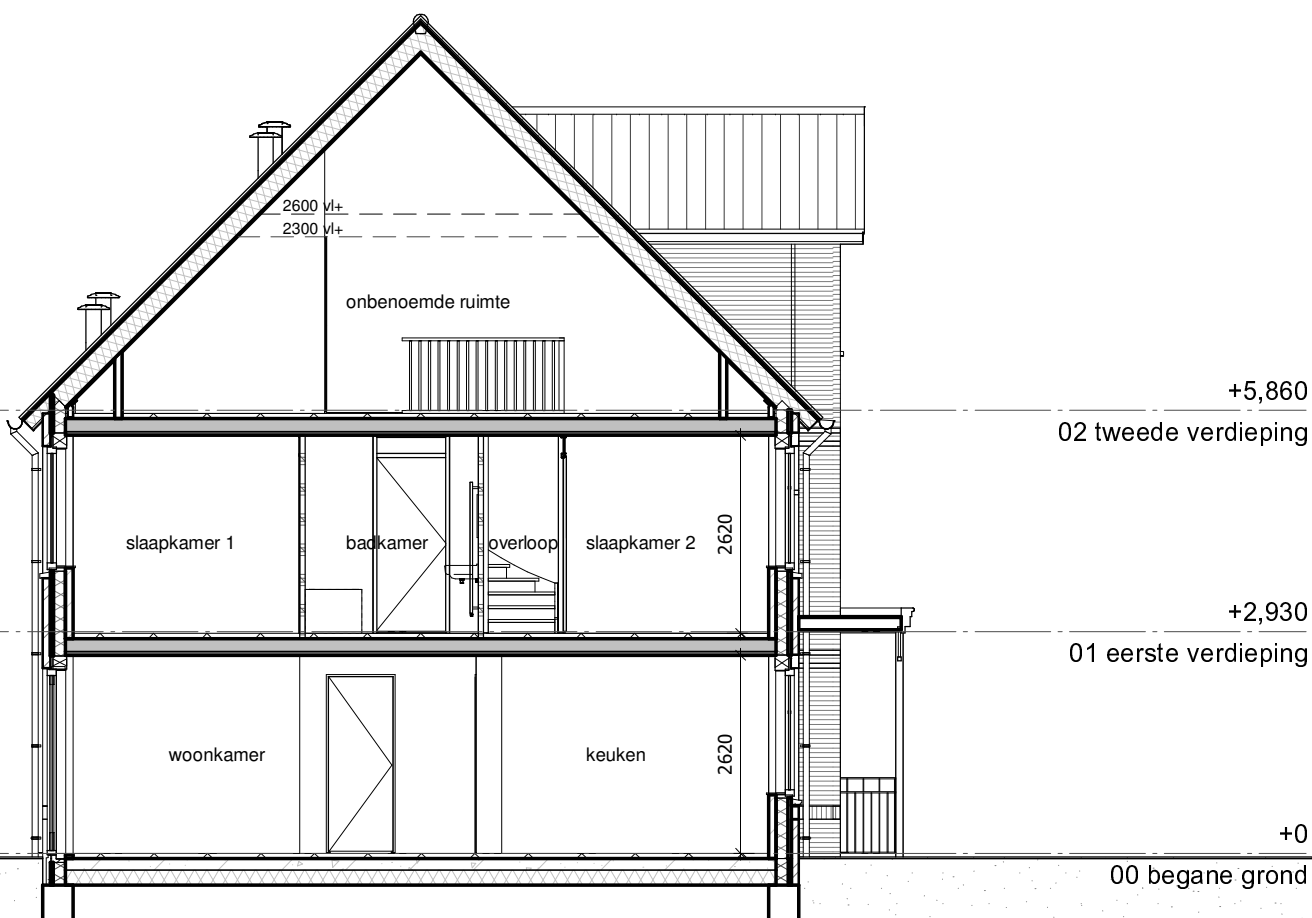 2600 vl+
2300 vl+
onbenoemde ruimte
+5,860
02 tweede verdieping
slaapkamer 1
badkamer
overloop
slaapkamer 2
2620
+2,930
01 eerste verdieping
woonkamer
keuken
2620
+0
00 begane grond